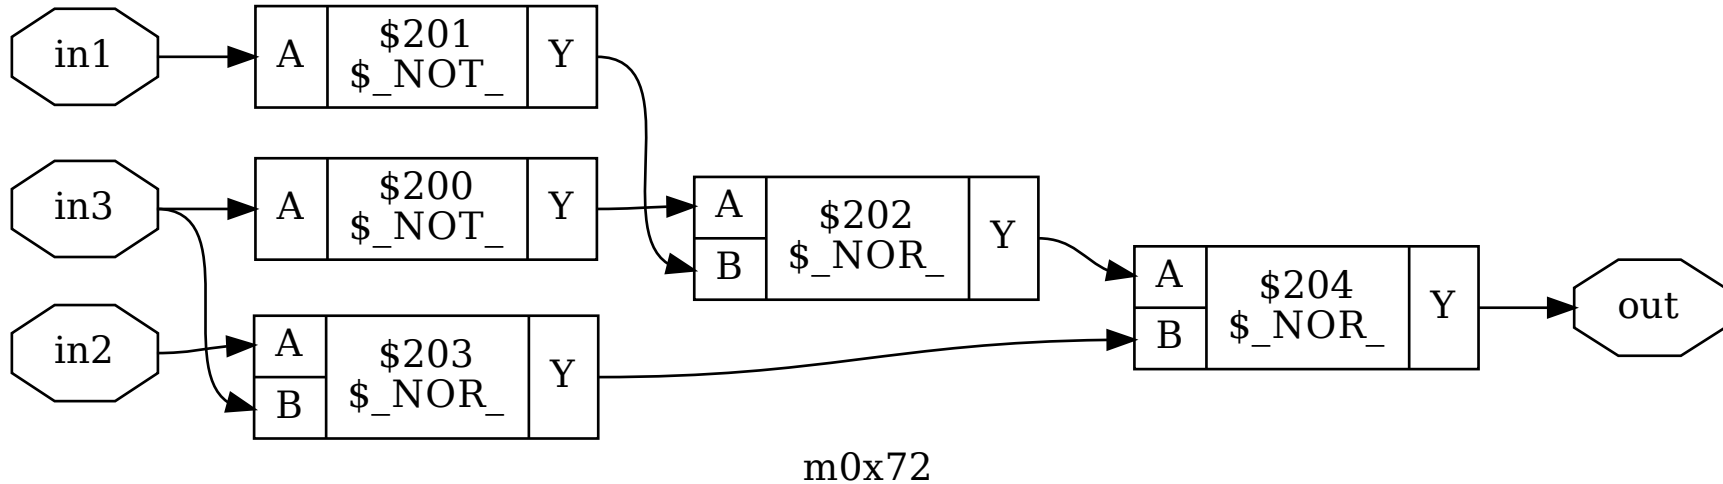 in1
A
$201
$_NOT_
Y
in3
A
$200
$_NOT_
Y
in2
A
B
$203
$_NOR_
Y
A
B
$202
$_NOR_
Y
A
B
$204
$_NOR_
Y
out
m0x72